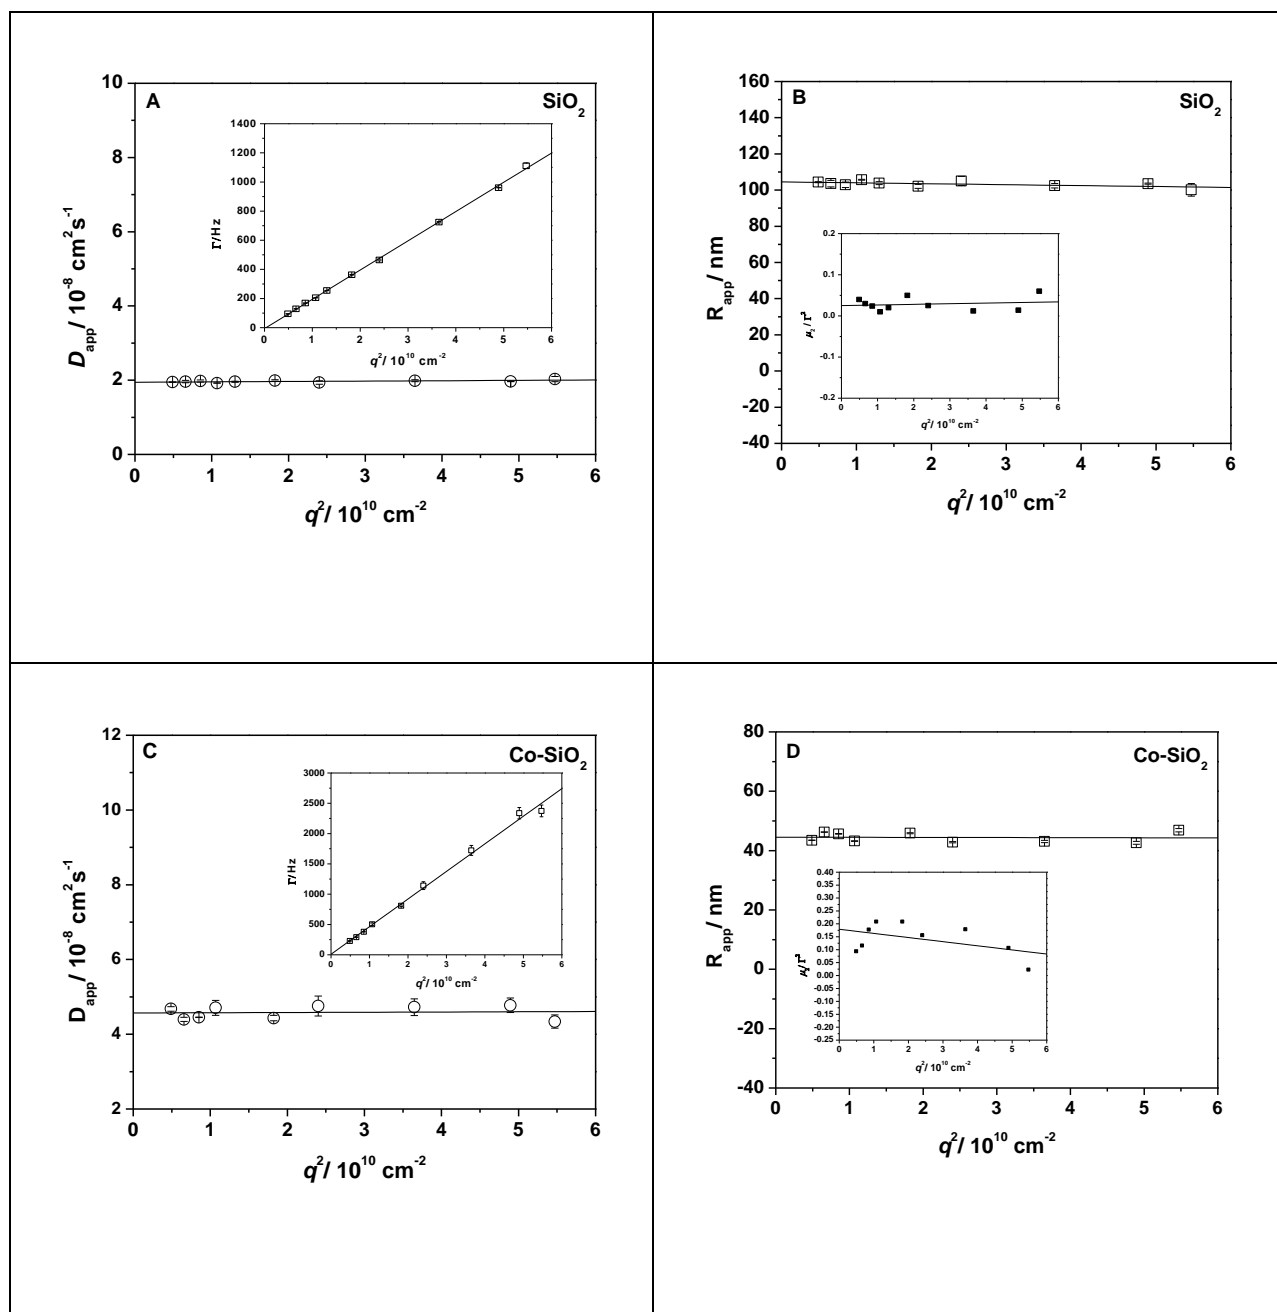 A
SiO2
D_app / 10^-8 cm^2s^-1
10
8
6
4
2
0
0 1 2 3 4 5 6
q^2/ 10^10 cm^-2
Γ/Hz
1400
1200
1000
800
600
400
200
0
0 1 2 3 4 5 6
q^2/ 10^10 cm^-2
B
SiO2
R_app/ nm
160
140
120
100
80
60
40
20
0
-20
-40
0 1 2 3 4 5 6
q^2/ 10^10 cm^-2
μ2/Γ^2
0.2
0.1
0.0
-0.1
-0.2
0 1 2 3 4 5 6
q^2/ 10^10 cm^-2
C
Co-SiO2
D_app / 10^-8 cm^2s^-1
12
10
8
6
4
2
0 1 2 3 4 5 6
q^2/ 10^10 cm^-2
Γ/Hz
3000
2500
2000
1500
1000
500
0
0 1 2 3 4 5 6
q^2/ 10^10 cm^-2
D
Co-SiO2
R_app/ nm
80
60
40
20
0
-20
-40
0 1 2 3 4 5 6
q^2/ 10^10 cm^-2
μ2/Γ^2
0.40
0.35
0.30
0.25
0.20
0.15
0.10
0.05
0.00
-0.05
-0.10
-0.15
-0.20
-0.25
0 1 2 3 4 5 6
q^2/ 10^10 cm^-2